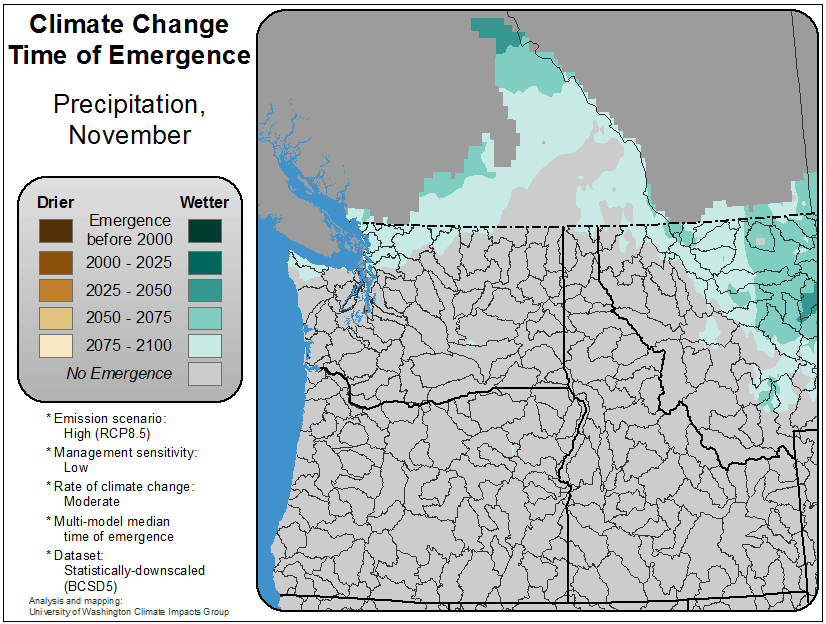 Climate Change
Time of Emergence
Precipitation,
November
Drier
Wetter
Emergence
before 2000
2000 - 2025
2025 - 2050
2050 - 2075
2075 - 2100
No Emergence
* Emission scenario:
High (RCP8.5)
* Management sensitivity:
Low
* Rate of climate change:
Moderate
* Multi-model median
time of emergence
* Dataset:
Statistically-downscaled
(BCSD5)
Analysis and mapping:
University of Washington Climate Impacts Group